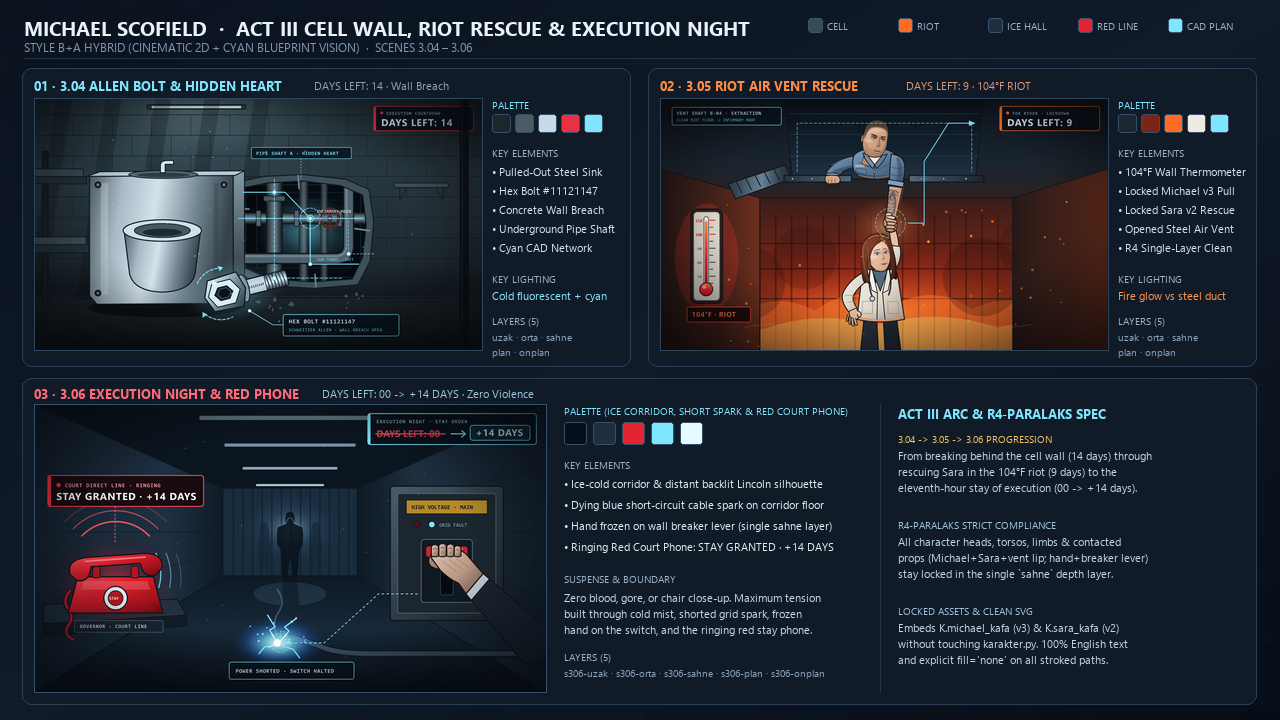 MICHAEL SCOFIELD · ACT III CELL WALL, RIOT RESCUE & EXECUTION NIGHT
STYLE B+A HYBRID (CINEMATIC 2D + CYAN BLUEPRINT VISION) · SCENES 3.04 – 3.06
CELL
RIOT
ICE HALL
RED LINE
CAD PLAN
01 · 3.04 ALLEN BOLT & HIDDEN HEART
DAYS LEFT: 14 · Wall Breach
EXECUTION COUNTDOWN
DAYS LEFT: 14
PIPE SHAFT A · HIDDEN HEART
INFIRMARY MAIN
HEX BOLT #11121147
SCHWEITZER ALLEN · WALL BREACH OPEN
PALETTE
KEY ELEMENTS
• Pulled-Out Steel Sink
• Hex Bolt #11121147
• Concrete Wall Breach
• Underground Pipe Shaft
• Cyan CAD Network
KEY LIGHTING
Cold fluorescent + cyan
LAYERS (5)
uzak · orta · sahne
plan · onplan
02 · 3.05 RIOT AIR VENT RESCUE
DAYS LEFT: 9 · 104°F RIOT
VENT SHAFT B-04 · EXTRACTION
CLEAR RIOT FLOOR -> INFIRMARY ROOM
FOX RIVER · LOCKDOWN
DAYS LEFT: 9
104°F · RIOT
PALETTE
KEY ELEMENTS
• 104°F Wall Thermometer
• Locked Michael v3 Pull
• Locked Sara v2 Rescue
• Opened Steel Air Vent
• R4 Single-Layer Clean
KEY LIGHTING
Fire glow vs steel duct
LAYERS (5)
uzak · orta · sahne
plan · onplan
03 · 3.06 EXECUTION NIGHT & RED PHONE
DAYS LEFT: 00 -> +14 DAYS · Zero Violence
EXECUTION NIGHT · STAY ORDER
DAYS LEFT: 00
+14 DAYS
COURT DIRECT LINE · RINGING
STAY GRANTED · +14 DAYS
HIGH VOLTAGE · MAIN
GRID FAULT
STAY
GOVERNOR · COURT LINE
POWER SHORTED · SWITCH HALTED
PALETTE (ICE CORRIDOR, SHORT SPARK & RED COURT PHONE)
KEY ELEMENTS
• Ice-cold corridor & distant backlit Lincoln silhouette
• Dying blue short-circuit cable spark on corridor floor
• Hand frozen on wall breaker lever (single sahne layer)
• Ringing Red Court Phone: STAY GRANTED · +14 DAYS
SUSPENSE & BOUNDARY
Zero blood, gore, or chair close-up. Maximum tension
built through cold mist, shorted grid spark, frozen
hand on the switch, and the ringing red stay phone.
LAYERS (5)
s306-uzak · s306-orta · s306-sahne · s306-plan · s306-onplan
ACT III ARC & R4-PARALAKS SPEC
3.04 -> 3.05 -> 3.06 PROGRESSION
From breaking behind the cell wall (14 days) through
rescuing Sara in the 104°F riot (9 days) to the
eleventh-hour stay of execution (00 -> +14 days).
R4-PARALAKS STRICT COMPLIANCE
All character heads, torsos, limbs & contacted
props (Michael+Sara+vent lip; hand+breaker lever)
stay locked in the single `sahne` depth layer.
LOCKED ASSETS & CLEAN SVG
Embeds K.michael_kafa (v3) & K.sara_kafa (v2)
without touching karakter.py. 100% English text
and explicit fill=`none` on all stroked paths.